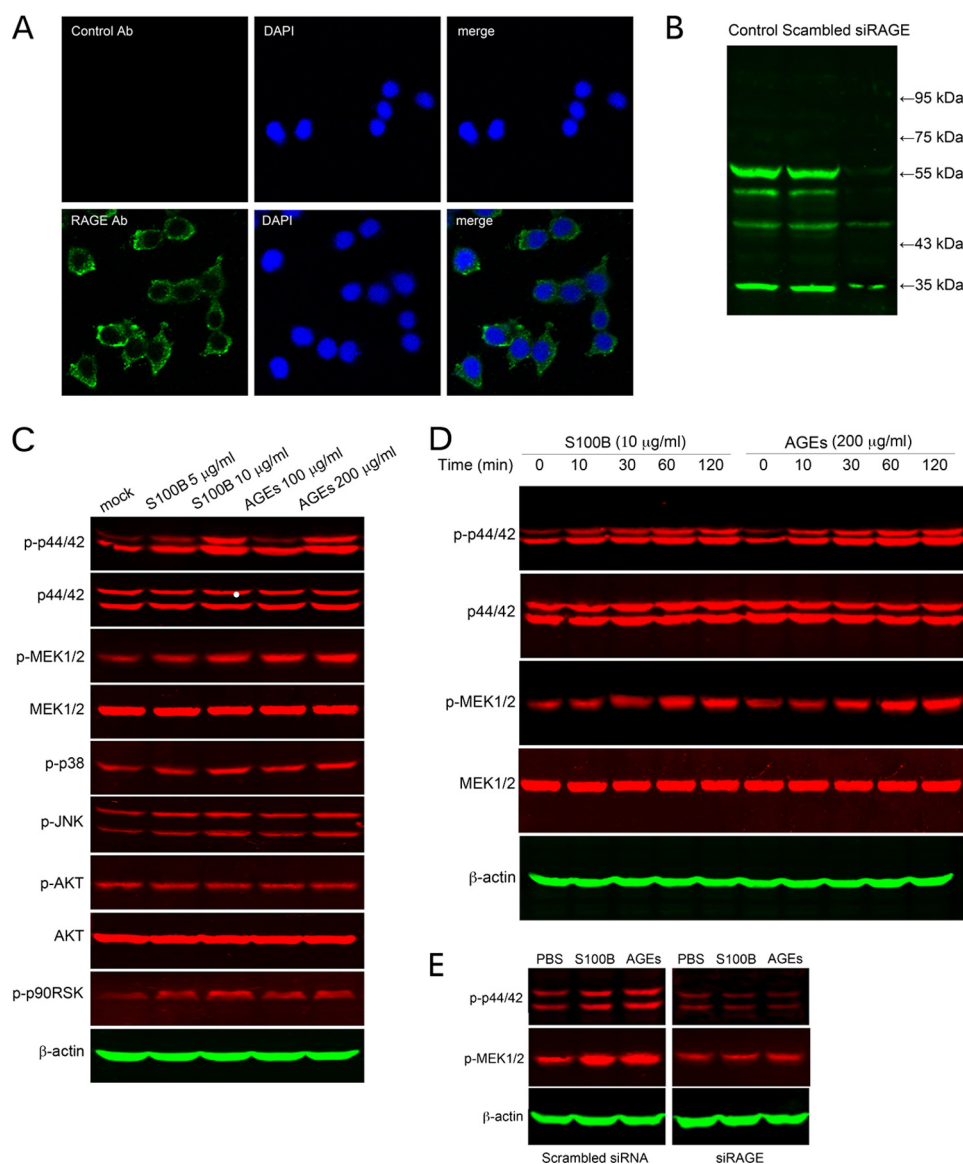 A
Control Ab
DAPI
merge
RAGE Ab
DAPI
merge
B
Control Scambled siRAGE
←95 kDa
←75 kDa
←55 kDa
←43 kDa
←35 kDa
C
mock
S100B 5 μg/ml
S100B 10 μg/ml
AGEs 100 μg/ml
AGEs 200 μg/ml
p-p44/42
p44/42
p-MEK1/2
MEK1/2
p-p38
p-JNK
p-AKT
AKT
p-p90RSK
β-actin
D
S100B (10 μg/ml) AGEs (200 μg/ml)
Time (min) 0 10 30 60 120 0 10 30 60 120
p-p44/42
p44/42
p-MEK1/2
MEK1/2
β-actin
E
PBS S100B AGEs PBS S100B AGEs
p-p44/42
p-MEK1/2
β-actin
Scrambled siRNA siRAGE